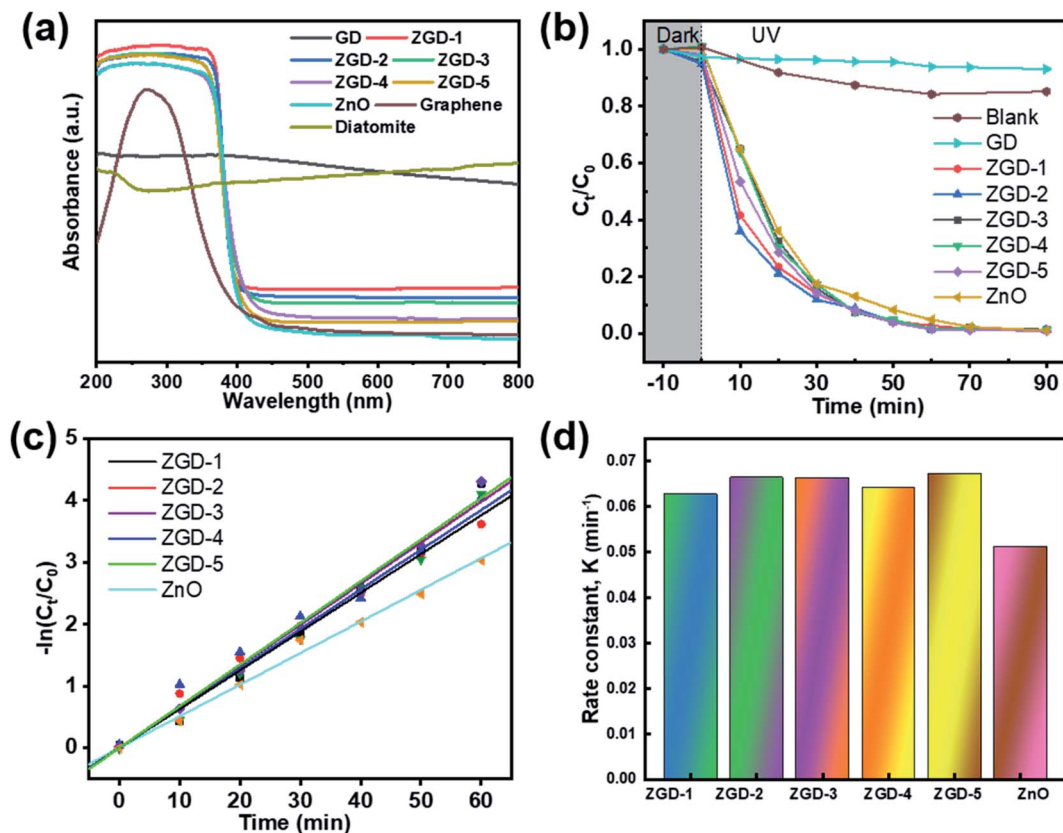 (a)
GD ZGD-1
ZGD-2 ZGD-3
ZGD-4 ZGD-5
ZnO Graphene
Diatomite
Absorbance (a.u.)
200 300 400 500 600 700 800
Wavelength (nm)
(b)
Dark UV
1.0
0.8
0.6
0.4
0.2
0.0
Cₜ/C₀
Blank
GD
ZGD-1
ZGD-2
ZGD-3
ZGD-4
ZGD-5
ZnO
-10 10 30 50 70 90
Time (min)
(c)
5
4
3
2
1
0
-ln(Cₜ/C₀)
ZGD-1
ZGD-2
ZGD-3
ZGD-4
ZGD-5
ZnO
0 10 20 30 40 50 60
Time (min)
(d)
0.07
0.06
0.05
0.04
0.03
0.02
0.01
0.00
Rate constant, K (min⁻¹)
ZGD-1 ZGD-2 ZGD-3 ZGD-4 ZGD-5 ZnO